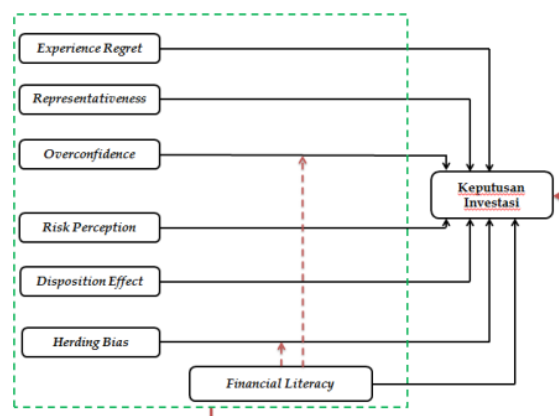 Experience Regret
Representativeness
Overconfidence
Keputusan
Investasi
Risk Perception
Disposition Effect
Herding Bias
Financial Literacy